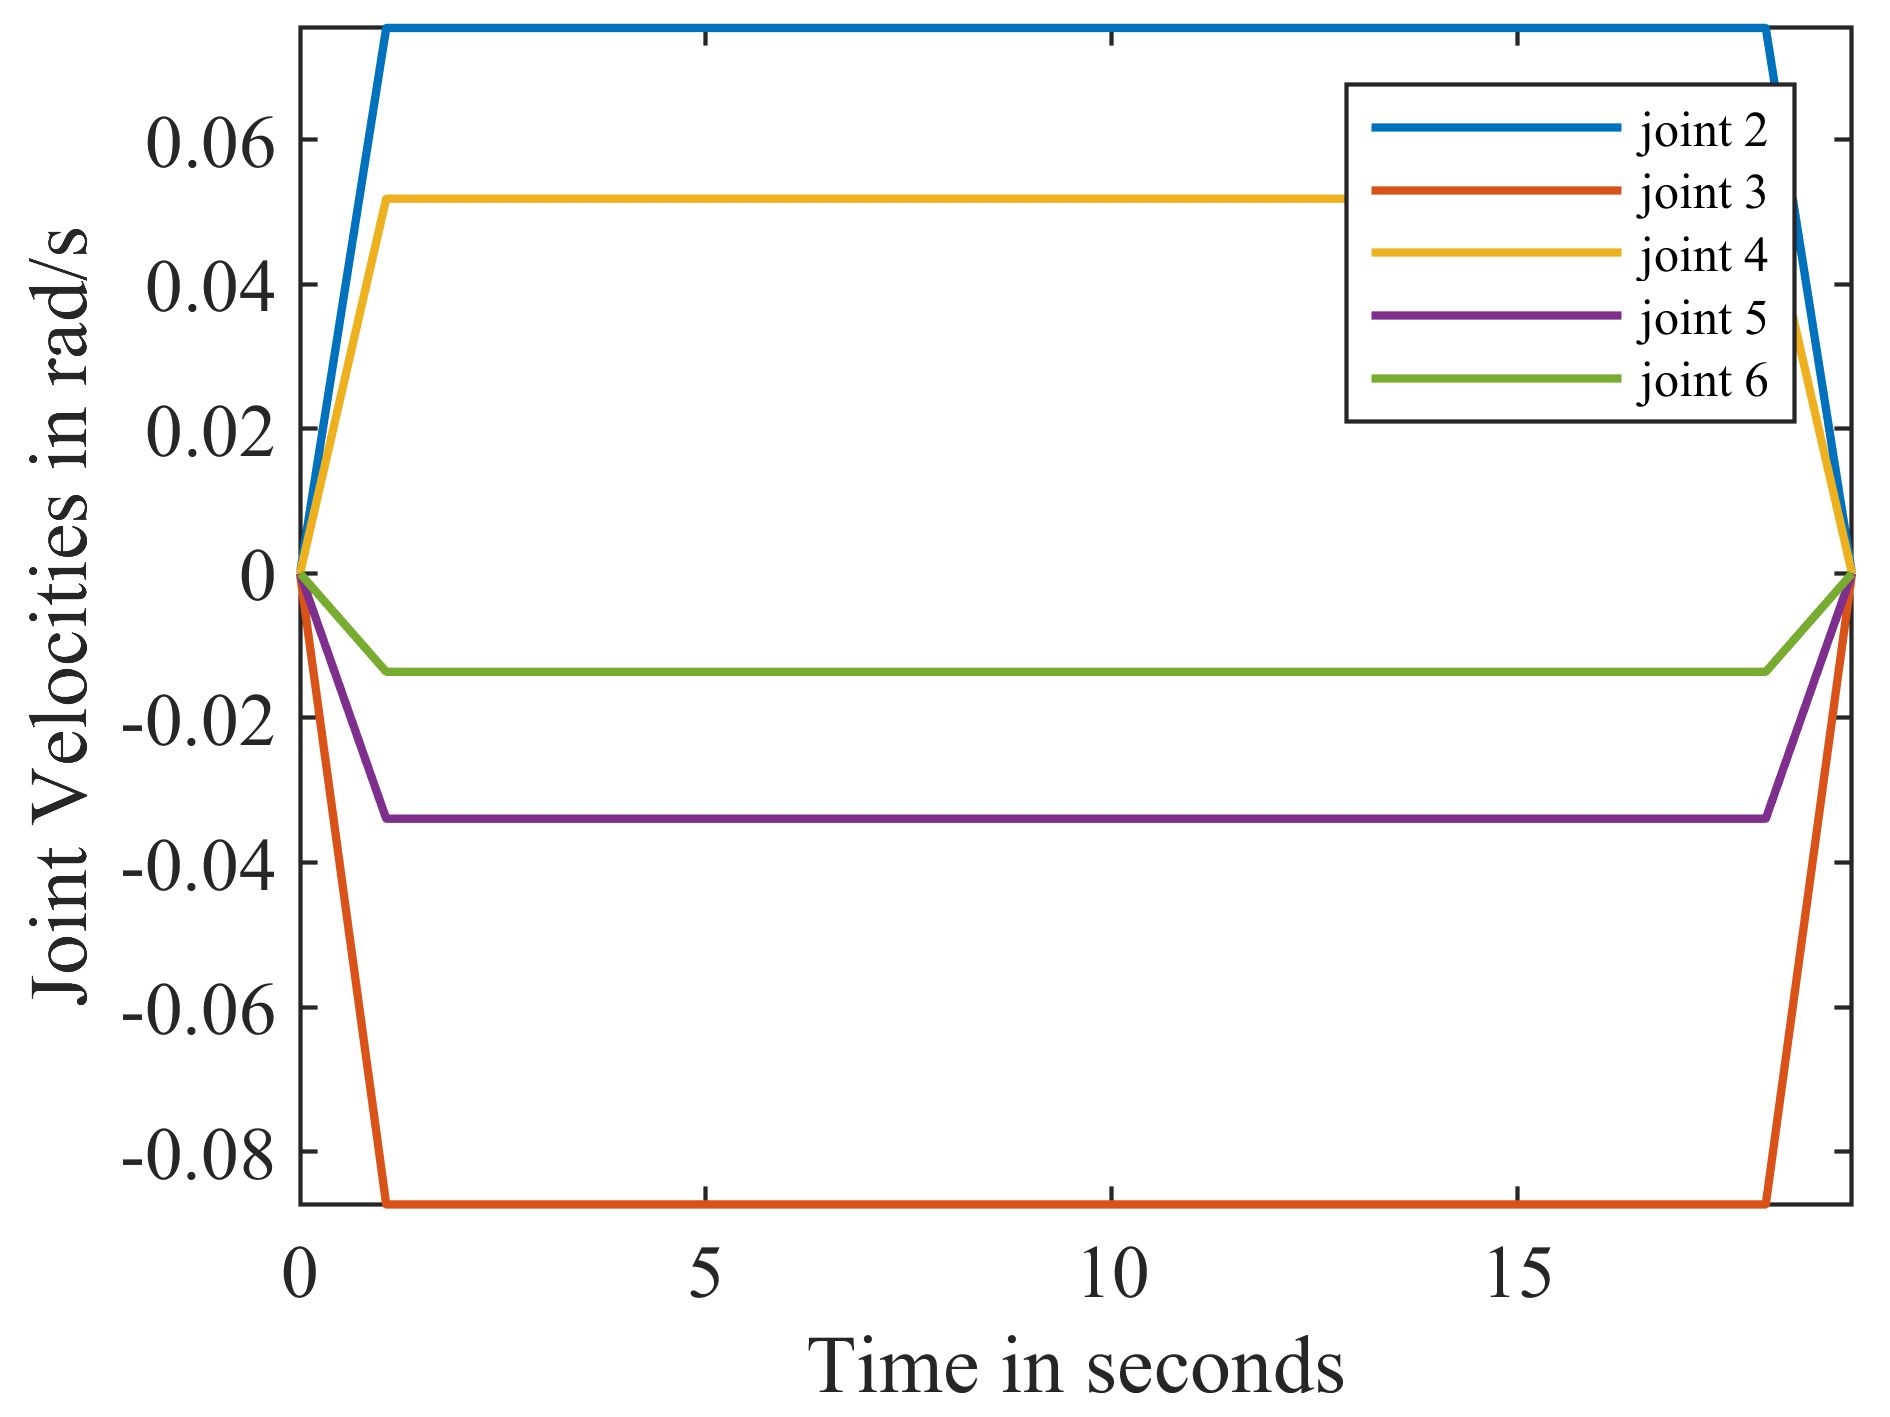 Joint Velocities in rad/s
0.06
0.04
0.02
0
-0.02
-0.04
-0.06
-0.08
joint 2
joint 3
joint 4
joint 5
joint 6
0 5 10 15
Time in seconds